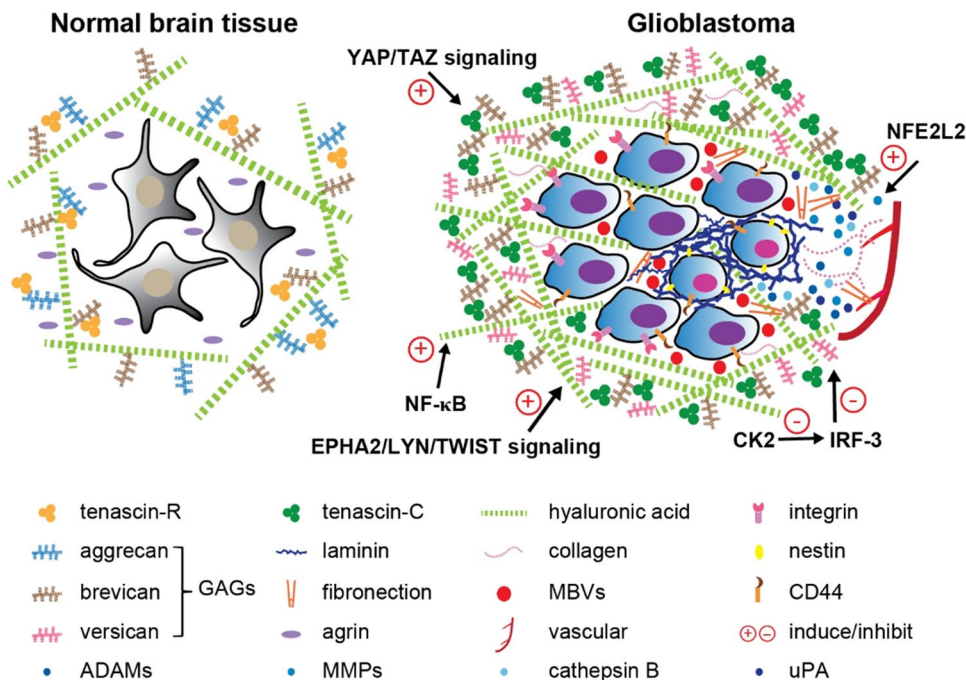 Normal brain tissue
Glioblastoma
YAP/TAZ signaling
+
NFE2L2
+
+
NF-κB
+
EPHA2/LYN/TWIST signaling
−
−
CK2
IRF-3
tenascin-R
tenascin-C
hyaluronic acid
integrin
aggrecan
laminin
collagen
nestin
brevican
GAGs
fibronection
MBVs
CD44
versican
agrin
vascular
+ − induce/inhibit
ADAMs
MMPs
cathepsin B
uPA